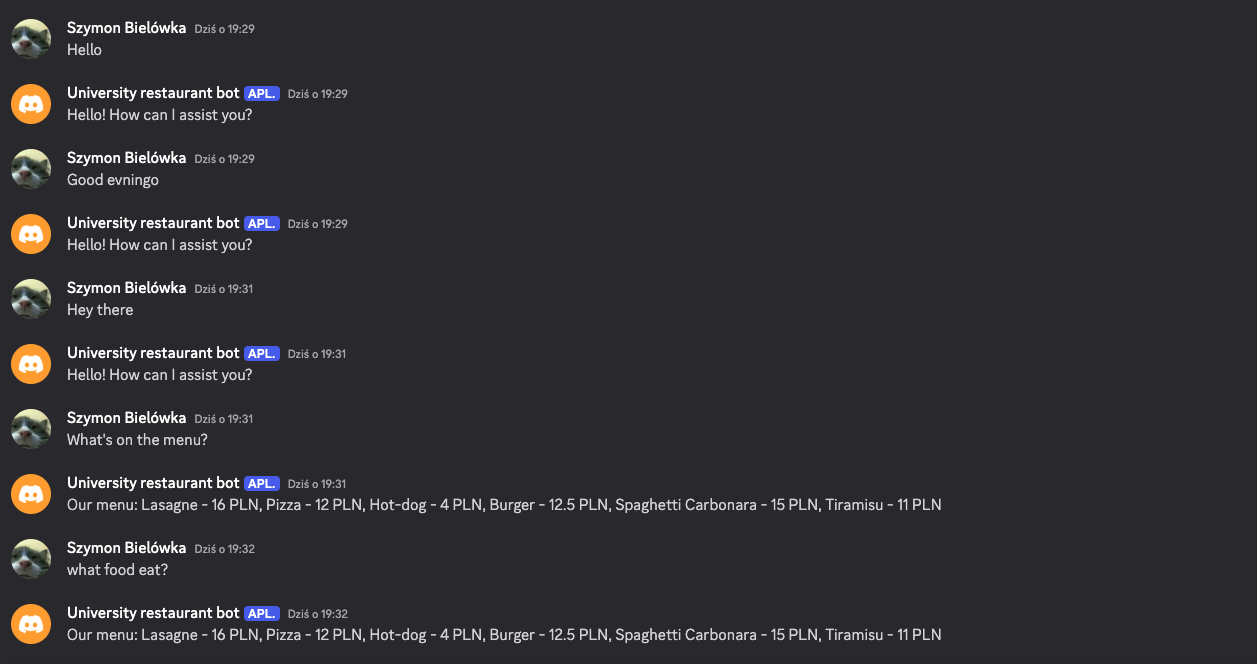 Szymon Bielówka Dziś o 19:29
Hello
University restaurant bot APL. Dziś o 19:29
Hello! How can I assist you?
Szymon Bielówka Dziś o 19:29
Good evningo
University restaurant bot APL. Dziś o 19:29
Hello! How can I assist you?
Szymon Bielówka Dziś o 19:31
Hey there
University restaurant bot APL. Dziś o 19:31
Hello! How can I assist you?
Szymon Bielówka Dziś o 19:31
What's on the menu?
University restaurant bot APL. Dziś o 19:31
Our menu: Lasagne - 16 PLN, Pizza - 12 PLN, Hot-dog - 4 PLN, Burger - 12.5 PLN, Spaghetti Carbonara - 15 PLN, Tiramisu - 11 PLN
Szymon Bielówka Dziś o 19:32
what food eat?
University restaurant bot APL. Dziś o 19:32
Our menu: Lasagne - 16 PLN, Pizza - 12 PLN, Hot-dog - 4 PLN, Burger - 12.5 PLN, Spaghetti Carbonara - 15 PLN, Tiramisu - 11 PLN